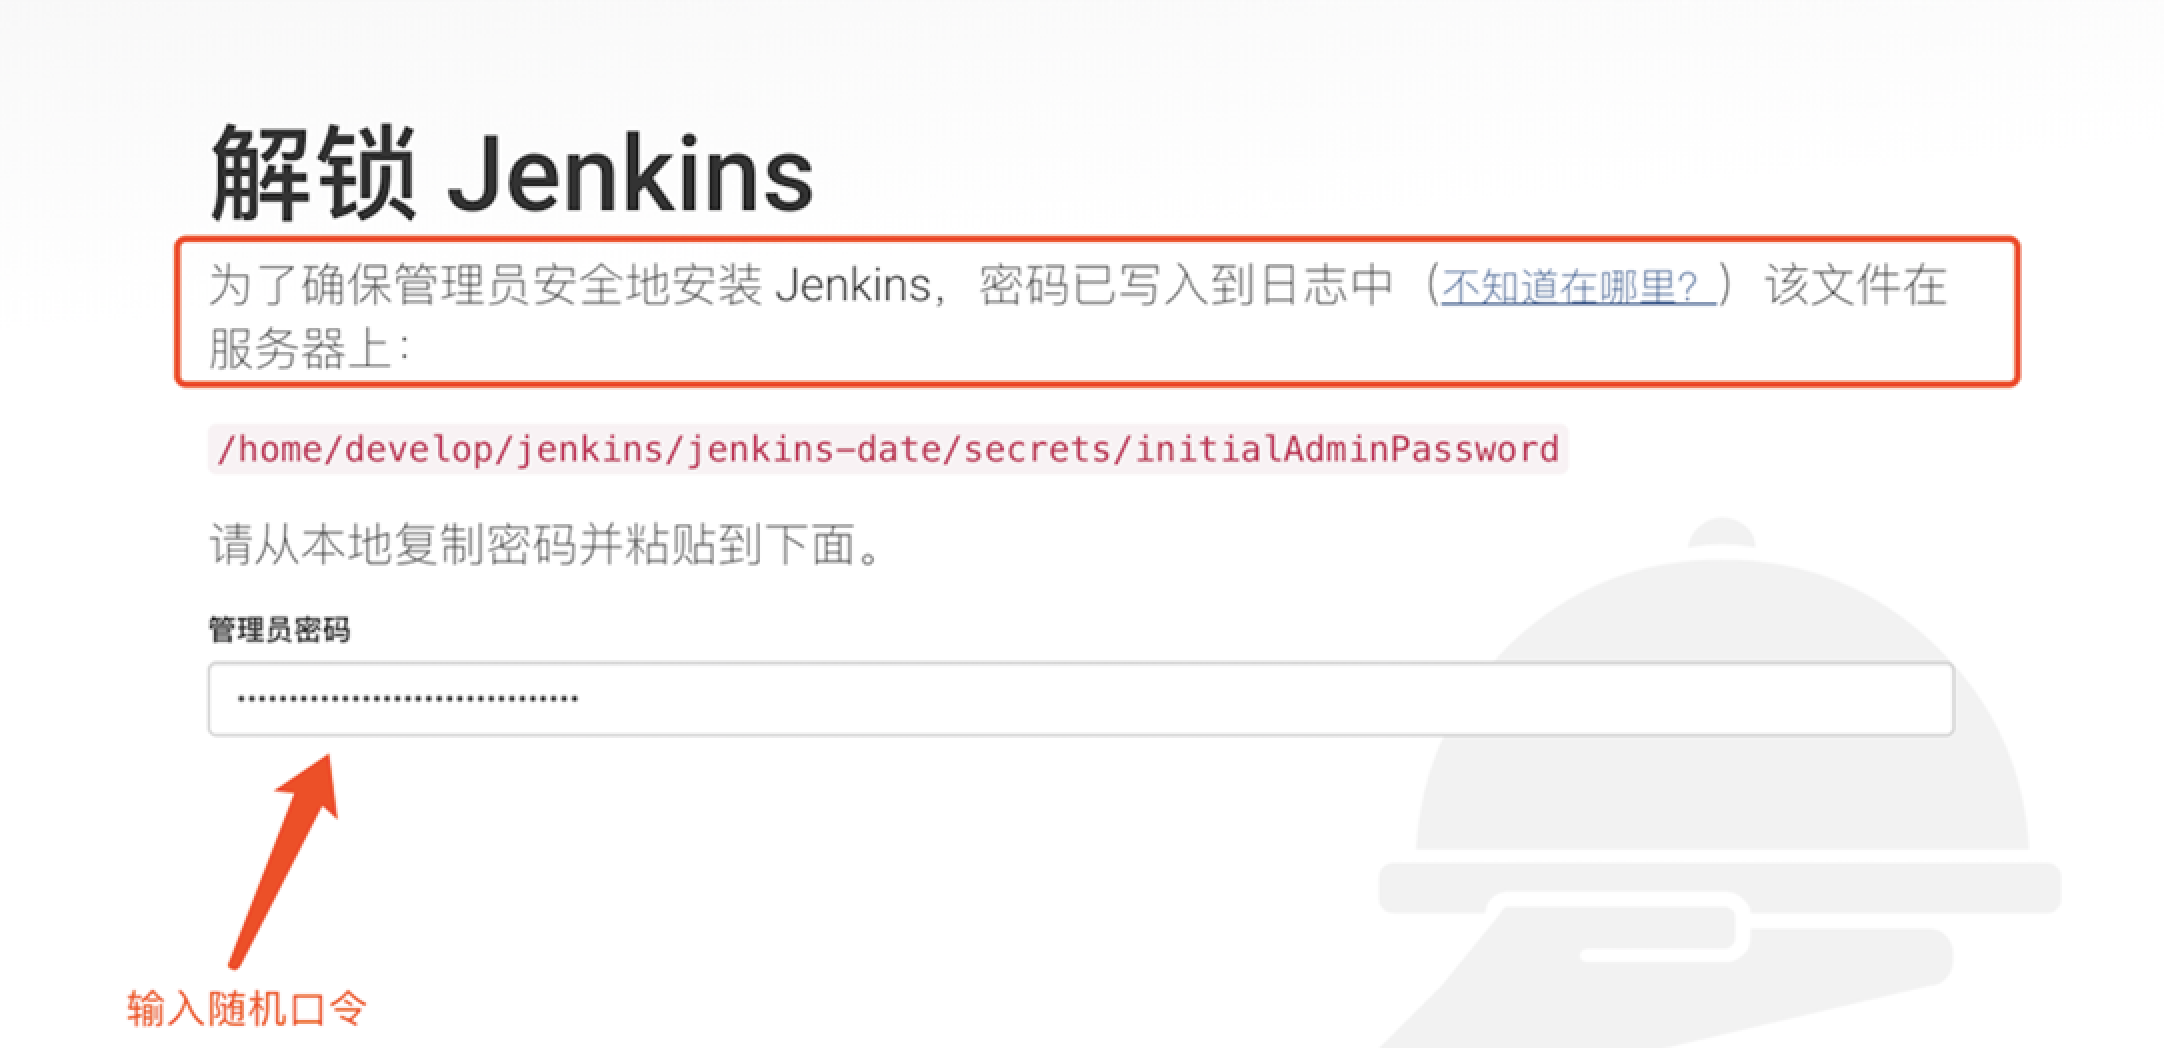 解锁 Jenkins
为了确保管理员安全地安装 Jenkins，密码已写入到日志中（不知道在哪里？）该文件在
服务器上：
/home/develop/jenkins/jenkins-date/secrets/initialAdminPassword
请从本地复制密码并粘贴到下面。
管理员密码
输入随机口令